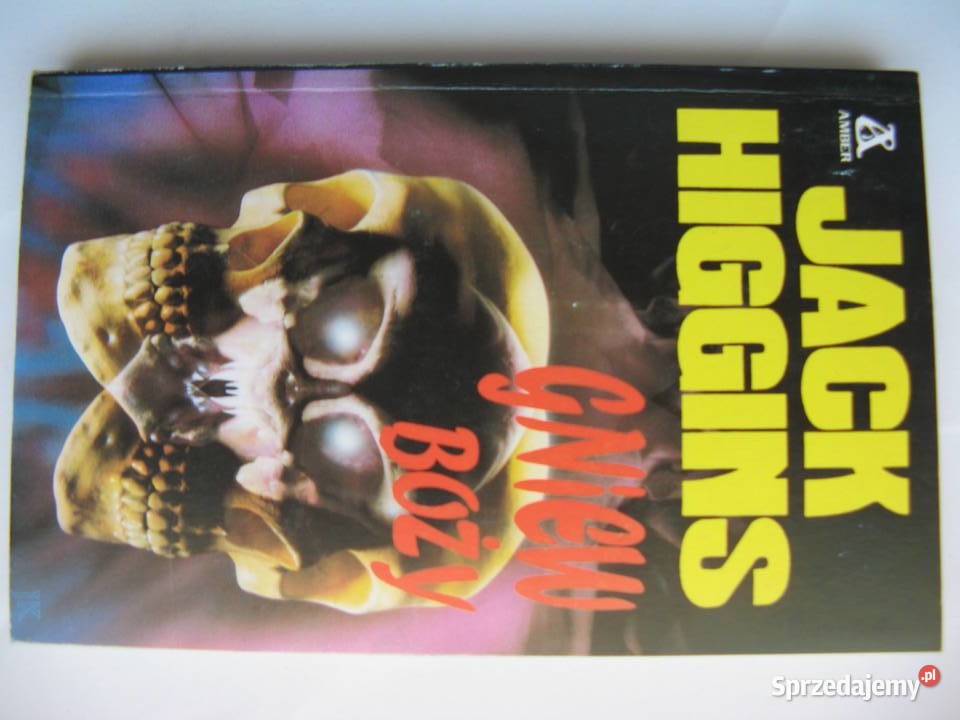 AMBER
JACK
HIGGINS
GNIEW
BOŻY
Sprzedajemy.pl